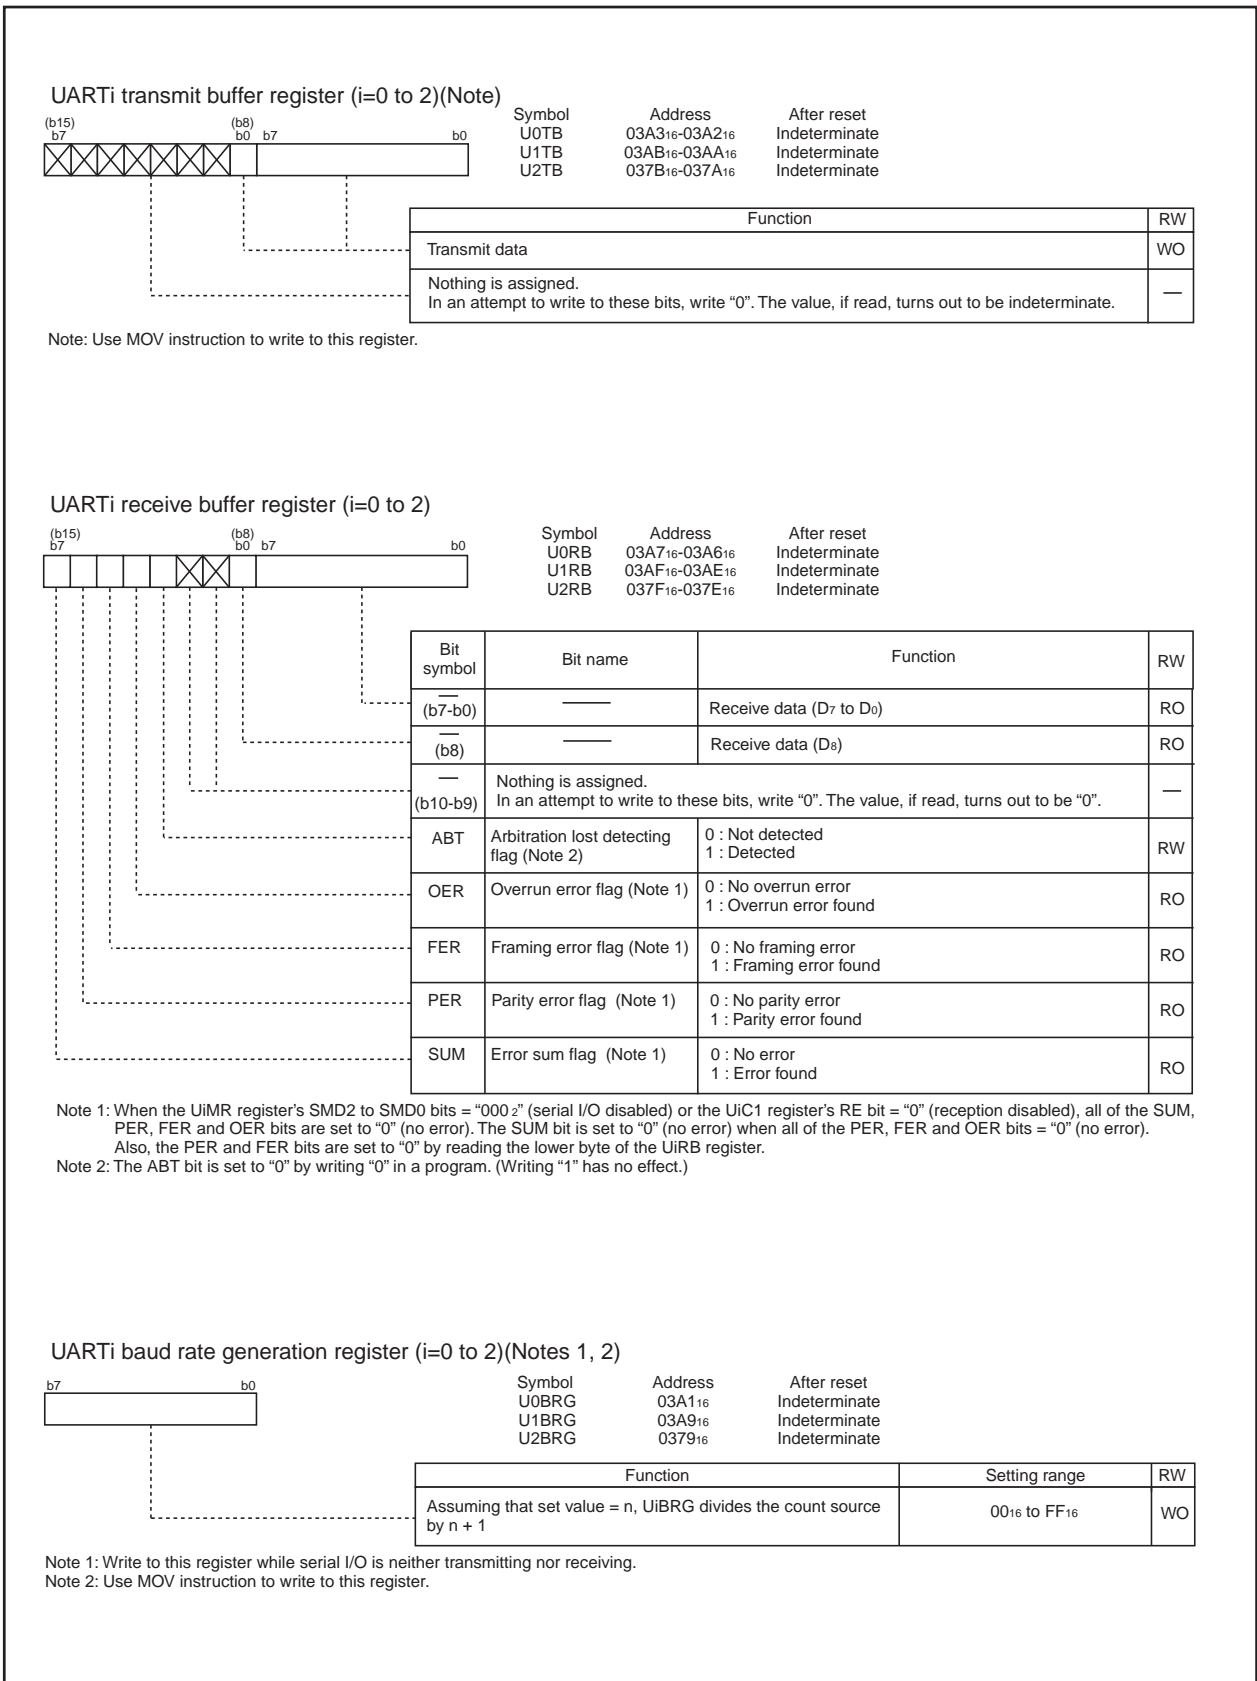 UARTi transmit buffer register (i=0 to 2)(Note)
(b15) (b8)
b7 b0 b7 b0
Symbol Address After reset
U0TB 03A316-03A216 Indeterminate
U1TB 03AB16-03AA16 Indeterminate
U2TB 037B16-037A16 Indeterminate
Function RW
Transmit data WO
Nothing is assigned.
In an attempt to write to these bits, write “0”. The value, if read, turns out to be indeterminate. —
Note: Use MOV instruction to write to this register.
UARTi receive buffer register (i=0 to 2)
(b15) (b8)
b7 b0 b7 b0
Symbol Address After reset
U0RB 03A716-03A616 Indeterminate
U1RB 03AF16-03AE16 Indeterminate
U2RB 037F16-037E16 Indeterminate
Bit
symbol Bit name Function RW
—
(b7-b0) — Receive data (D7 to D0) RO
—
(b8) — Receive data (D8) RO
—
(b10-b9)
Nothing is assigned.
In an attempt to write to these bits, write “0”. The value, if read, turns out to be “0”. —
ABT Arbitration lost detecting 0 : Not detected
flag (Note 2) 1 : Detected RW
OER Overrun error flag (Note 1) 0 : No overrun error
1 : Overrun error found RO
FER Framing error flag (Note 1) 0 : No framing error
1 : Framing error found RO
PER Parity error flag (Note 1) 0 : No parity error
1 : Parity error found RO
SUM Error sum flag (Note 1) 0 : No error
1 : Error found RO
Note 1: When the UiMR register’s SMD2 to SMD0 bits = “0002” (serial I/O disabled) or the UiC1 register’s RE bit = “0” (reception disabled), all of the SUM,
PER, FER and OER bits are set to “0” (no error). The SUM bit is set to “0” (no error) when all of the PER, FER and OER bits = “0” (no error).
Also, the PER and FER bits are set to “0” by reading the lower byte of the UiRB register.
Note 2: The ABT bit is set to “0” by writing “0” in a program. (Writing “1” has no effect.)
UARTi baud rate generation register (i=0 to 2)(Notes 1, 2)
b7 b0
Symbol Address After reset
U0BRG 03A116 Indeterminate
U1BRG 03A916 Indeterminate
U2BRG 037916 Indeterminate
Function Setting range RW
Assuming that set value = n, UiBRG divides the count source
by n + 1 0016 to FF16 WO
Note 1: Write to this register while serial I/O is neither transmitting nor receiving.
Note 2: Use MOV instruction to write to this register.